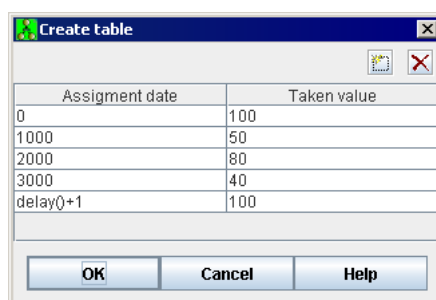 Create table
Assigment date Taken value
0 100
1000 50
2000 80
3000 40
delay()+1 100
OK Cancel Help